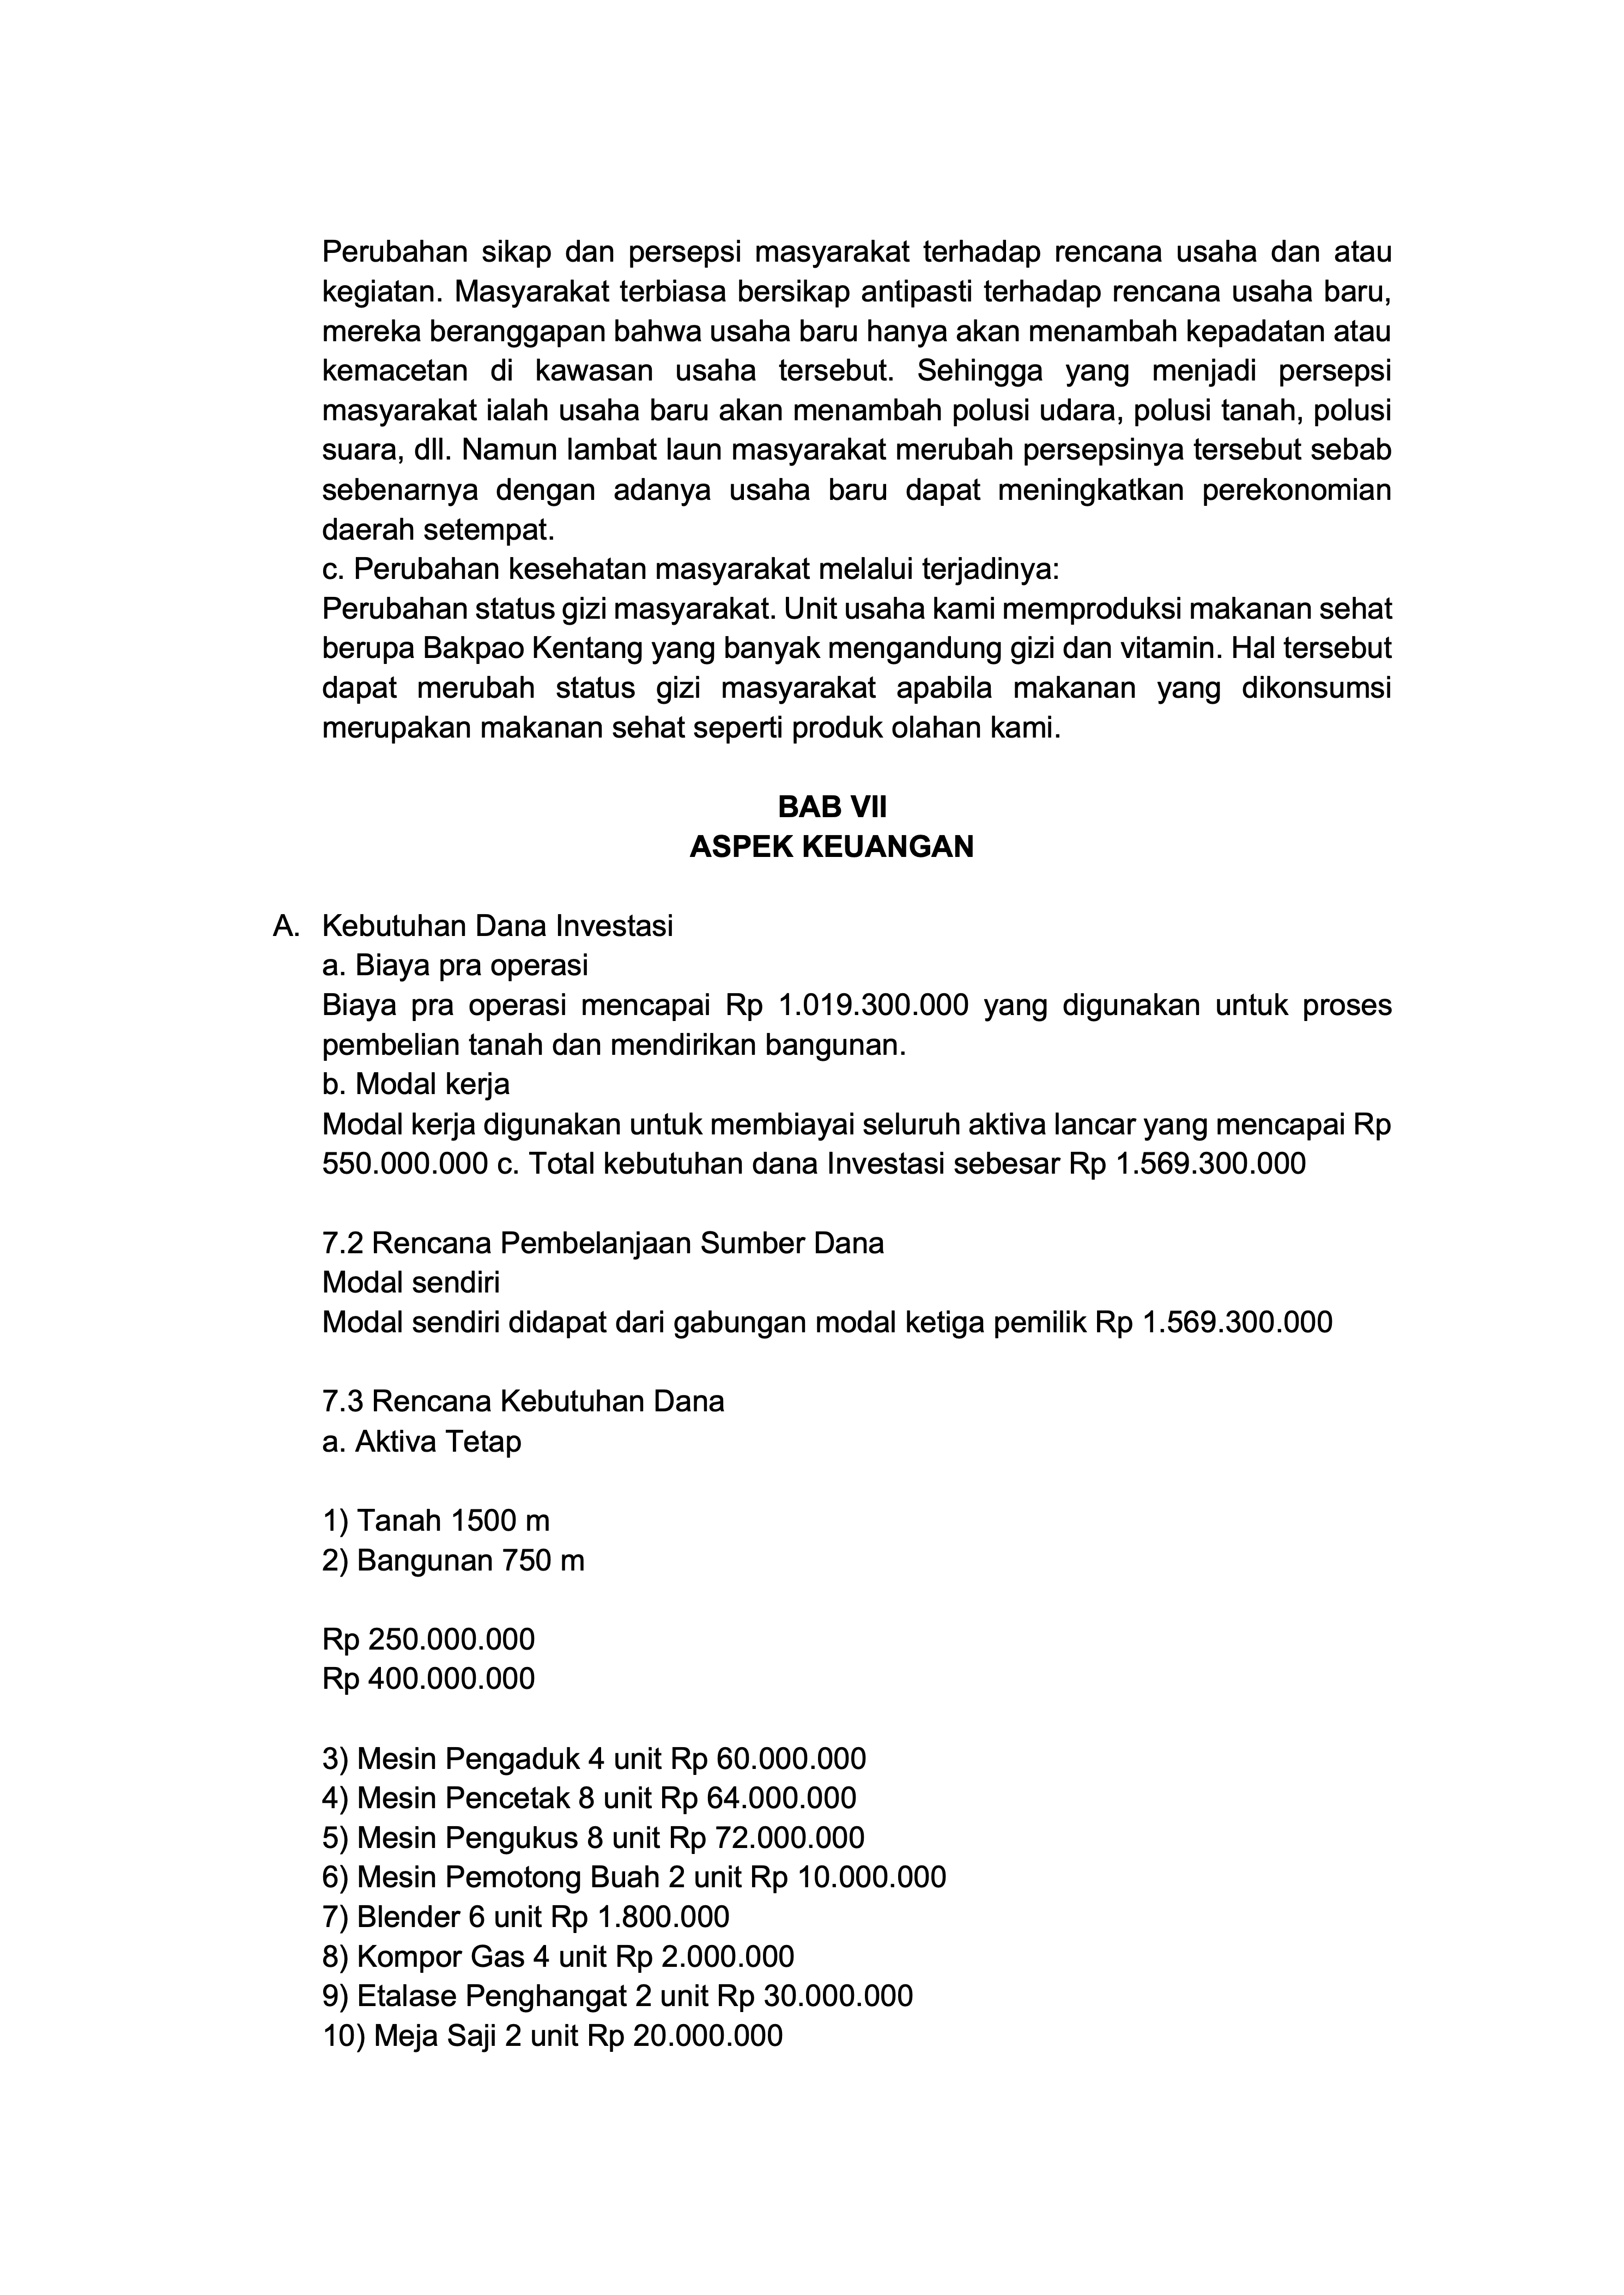 Perubahan sikap dan persepsi masyarakat terhadap rencana usaha dan atau
kegiatan. Masyarakat terbiasa bersikap antipasti terhadap rencana usaha baru,
mereka beranggapan bahwa usaha baru hanya akan menambah kepadatan atau
kemacetan di kawasan usaha tersebut. Sehingga yang menjadi persepsi
masyarakat ialah usaha baru akan menambah polusi udara, polusi tanah, polusi
suara, dll. Namun lambat laun masyarakat merubah persepsinya tersebut sebab
sebenarnya dengan adanya usaha baru dapat meningkatkan perekonomian
daerah setempat.
c. Perubahan kesehatan masyarakat melalui terjadinya:
Perubahan status gizi masyarakat. Unit usaha kami memproduksi makanan sehat
berupa Bakpao Kentang yang banyak mengandung gizi dan vitamin. Hal tersebut
dapat merubah status gizi masyarakat apabila makanan yang dikonsumsi
merupakan makanan sehat seperti produk olahan kami.
BAB VII
ASPEK KEUANGAN
A. Kebutuhan Dana Investasi
a. Biaya pra operasi
Biaya pra operasi mencapai Rp 1.019.300.000 yang digunakan untuk proses
pembelian tanah dan mendirikan bangunan.
b. Modal kerja
Modal kerja digunakan untuk membiayai seluruh aktiva lancar yang mencapai Rp
550.000.000 c. Total kebutuhan dana Investasi sebesar Rp 1.569.300.000
7.2 Rencana Pembelanjaan Sumber Dana
Modal sendiri
Modal sendiri didapat dari gabungan modal ketiga pemilik Rp 1.569.300.000
7.3 Rencana Kebutuhan Dana
a. Aktiva Tetap
1) Tanah 1500 m
2) Bangunan 750 m
Rp 250.000.000
Rp 400.000.000
3) Mesin Pengaduk 4 unit Rp 60.000.000
4) Mesin Pencetak 8 unit Rp 64.000.000
5) Mesin Pengukus 8 unit Rp 72.000.000
6) Mesin Pemotong Buah 2 unit Rp 10.000.000
7) Blender 6 unit Rp 1.800.000
8) Kompor Gas 4 unit Rp 2.000.000
9) Etalase Penghangat 2 unit Rp 30.000.000
10) Meja Saji 2 unit Rp 20.000.000